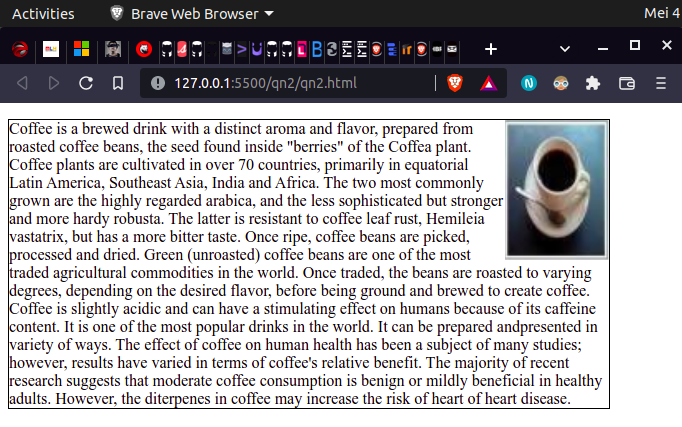 Activities Brave Web Browser Mei 4
127.0.0.1:5500/qn2/qn2.html
Coffee is a brewed drink with a distinct aroma and flavor, prepared from
roasted coffee beans, the seed found inside "berries" of the Coffea plant.
Coffee plants are cultivated in over 70 countries, primarily in equatorial
Latin America, Southeast Asia, India and Africa. The two most commonly
grown are the highly regarded arabica, and the less sophisticated but stronger
and more hardy robusta. The latter is resistant to coffee leaf rust, Hemileia
vastatrix, but has a more bitter taste. Once ripe, coffee beans are picked,
processed and dried. Green (unroasted) coffee beans are one of the most
traded agricultural commodities in the world. Once traded, the beans are roasted to varying
degrees, depending on the desired flavor, before being ground and brewed to create coffee.
Coffee is slightly acidic and can have a stimulating effect on humans because of its caffeine
content. It is one of the most popular drinks in the world. It can be prepared andpresented in
variety of ways. The effect of coffee on human health has been a subject of many studies;
however, results have varied in terms of coffee's relative benefit. The majority of recent
research suggests that moderate coffee consumption is benign or mildly beneficial in healthy
adults. However, the diterpenes in coffee may increase the risk of heart of heart disease.